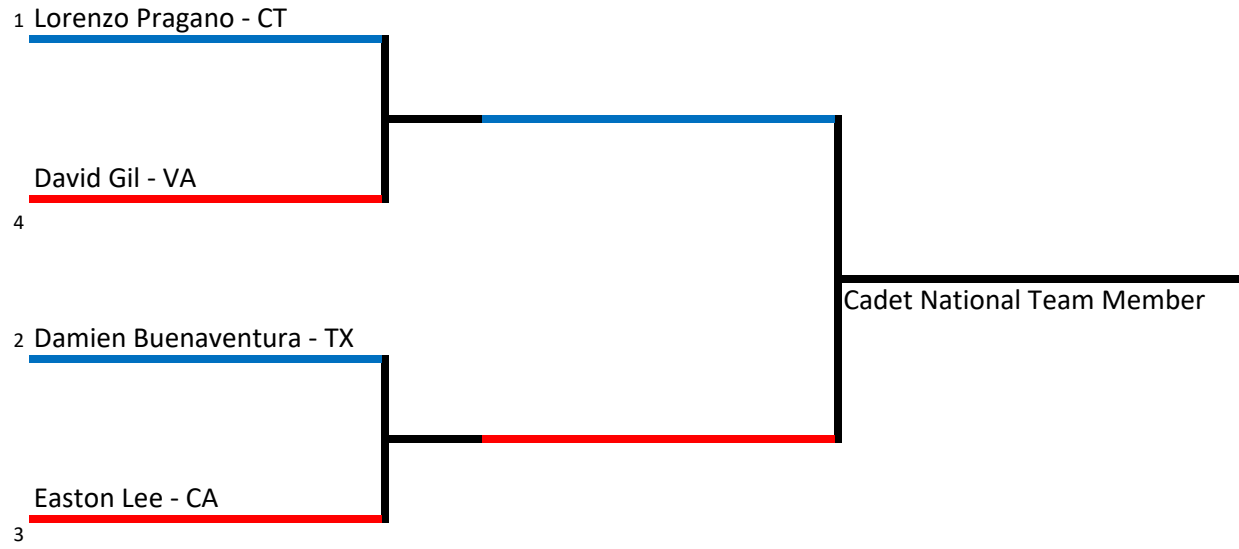 1 Lorenzo Pragano - CT
David Gil - VA
4
Cadet National Team Member
2 Damien Buenaventura - TX
Easton Lee - CA
3